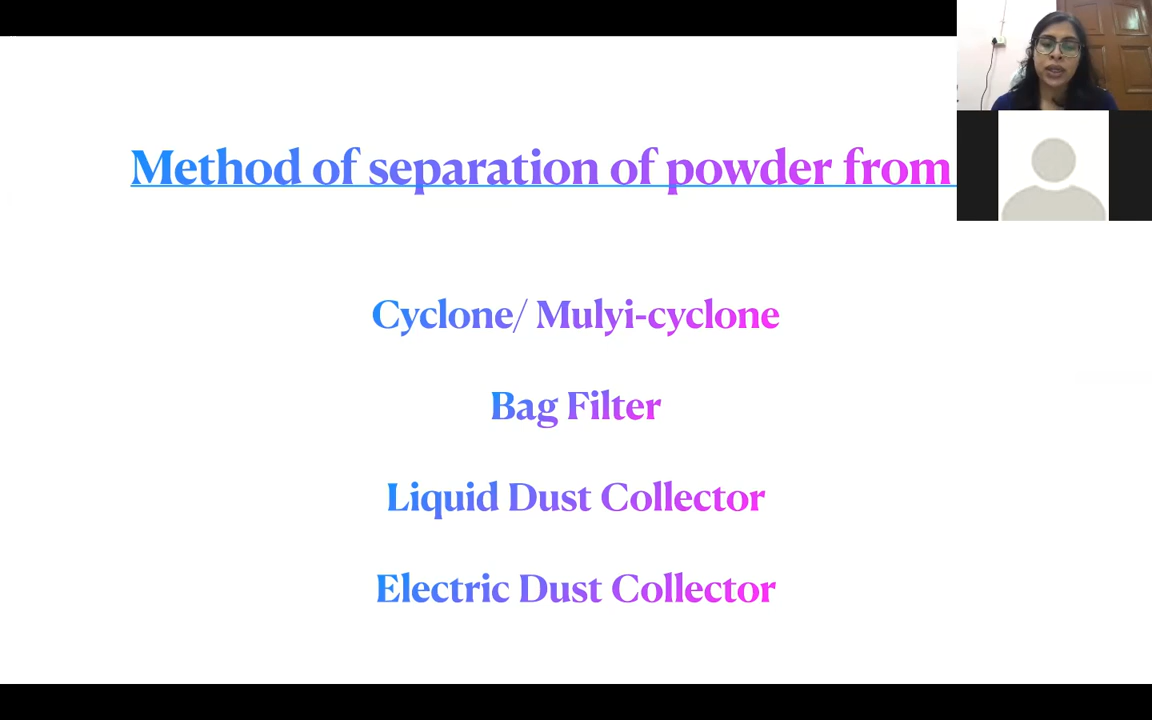 Method of separation of powder from
Cyclone/ Mulyi-cyclone
Bag Filter
Liquid Dust Collector
Electric Dust Collector